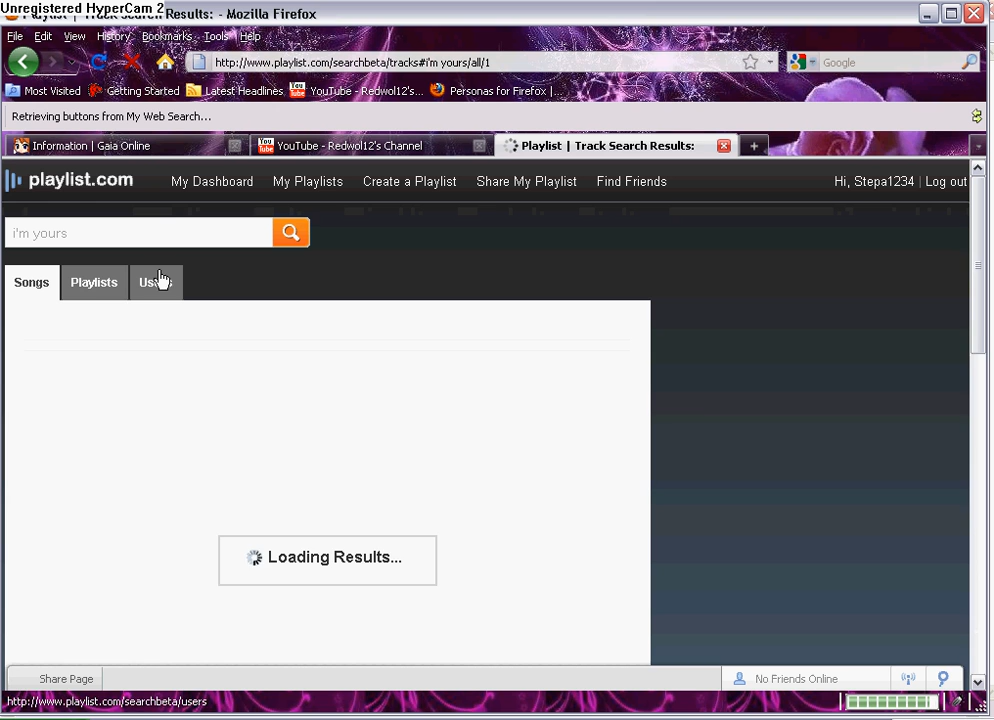 Unregistered HyperCam 2
Playlist | Track Search Results: - Mozilla Firefox
File Edit View History Bookmarks Tools Help
http://www.playlist.com/searchbeta/tracks#i'm yours/all/1
Google
Most Visited Getting Started Latest Headlines YouTube - Redwol12's... Personas for Firefox | ...
Retrieving buttons from My Web Search...
Information | Gaia Online YouTube - Redwol12's Channel Playlist | Track Search Results:
playlist.com My Dashboard My Playlists Create a Playlist Share My Playlist Find Friends Hi, Stepa1234 | Log out
i'm yours
Songs Playlists
Loading Results...
Share Page No Friends Online
http://www.playlist.com/searchbeta/users